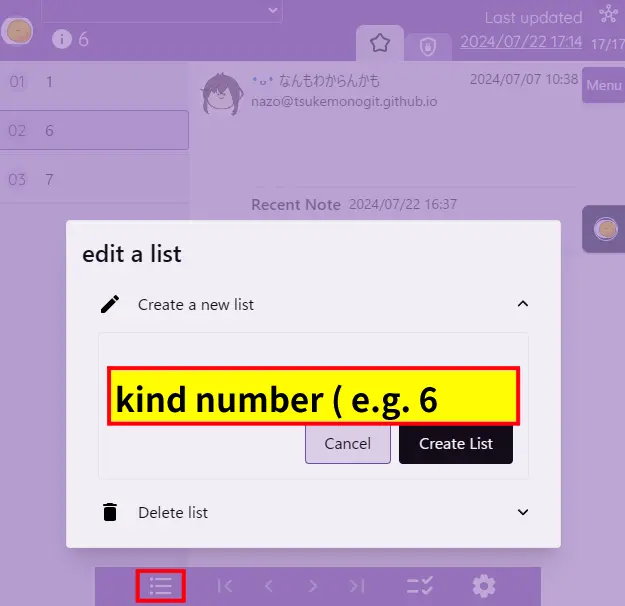 6
Last updated
2024/07/22 17:14
17/17
01 1
02 6
03 7
なんもわからんかも
2024/07/07 10:38
nazo@tsukemonogit.github.io
Menu
Recent Note 2024/07/22 16:37
edit a list
Create a new list
kind number ( e.g. 6
Cancel
Create List
Delete list